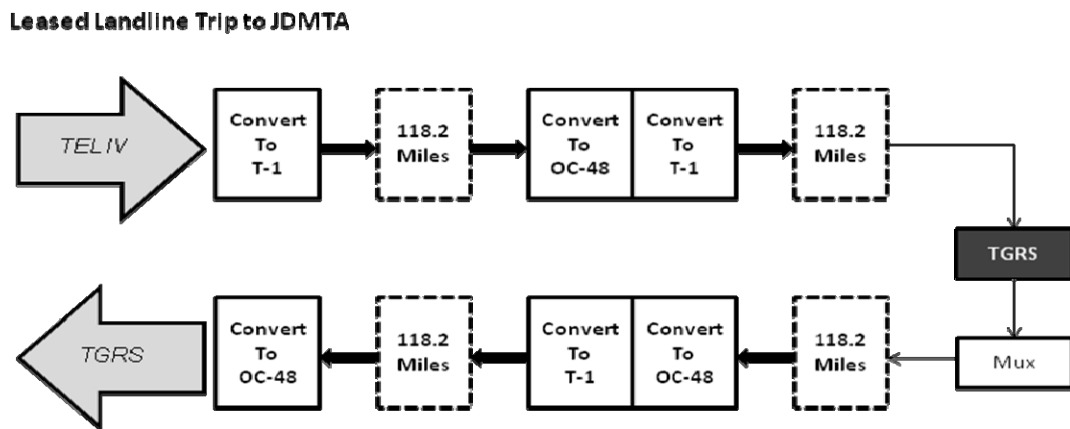 Leased Landline Trip to JDMTA
TELIV
Convert
To
T-1
118.2
Miles
Convert
To
OC-48
Convert
To
T-1
118.2
Miles
TGRS
Mux
118.2
Miles
Convert
To
OC-48
Convert
To
T-1
118.2
Miles
Convert
To
OC-48
TGRS